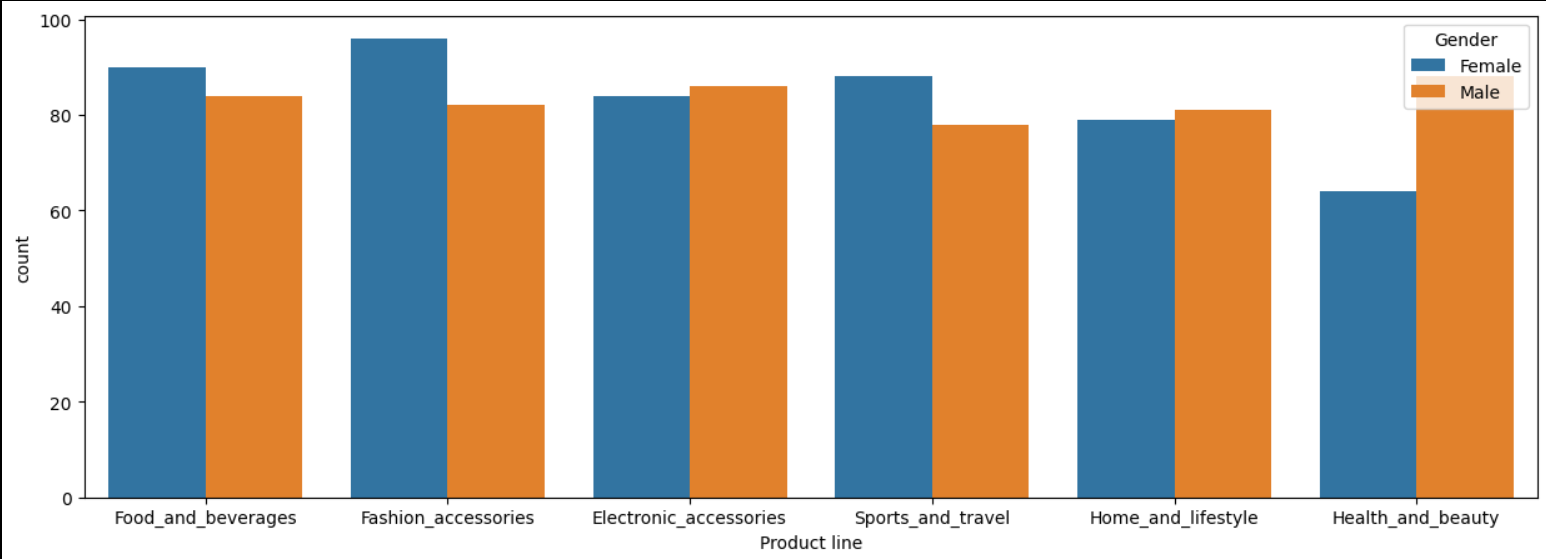 100
80
60
40
20
0
count
Gender
Female
Male
Food_and_beverages
Fashion_accessories
Electronic_accessories
Sports_and_travel
Home_and_lifestyle
Health_and_beauty
Product line